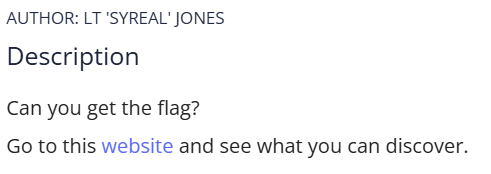 AUTHOR: LT 'SYREAL' JONES
Description
Can you get the flag?
Go to this website and see what you can discover.